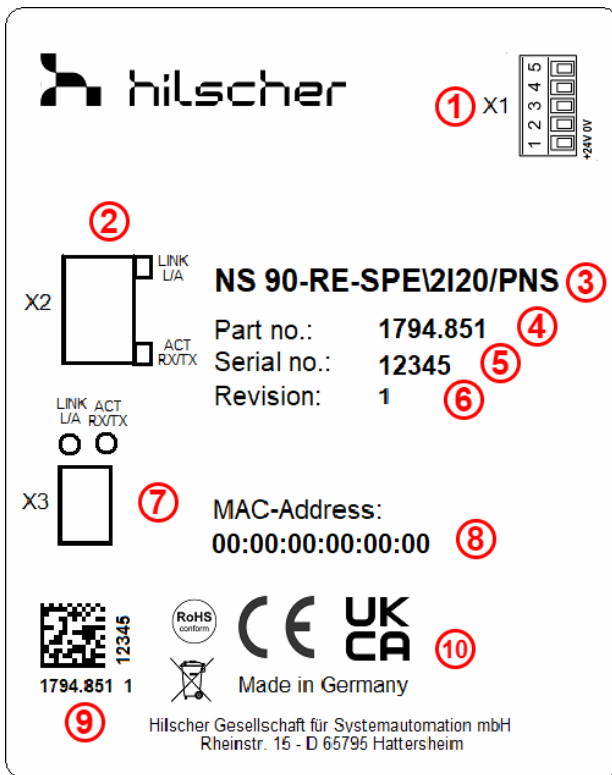 hilscher
1 X1
1 2 3 4 5
+24V 0V
2
LINK
L/A
X2
ACT
RX/TX
NS 90-RE-SPE\2I20/PNS 3
Part no.: 1794.851 4
Serial no.: 12345 5
Revision: 1 6
LINK ACT
L/A RX/TX
X3 7
MAC-Address:
00:00:00:00:00:00 8
12345
1794.851 1
9
RoHS
conform
CE
UK
CA
10
Made in Germany
Hilscher Gesellschaft für Systemautomation mbH
Rheinstr. 15 - D 65795 Hattersheim